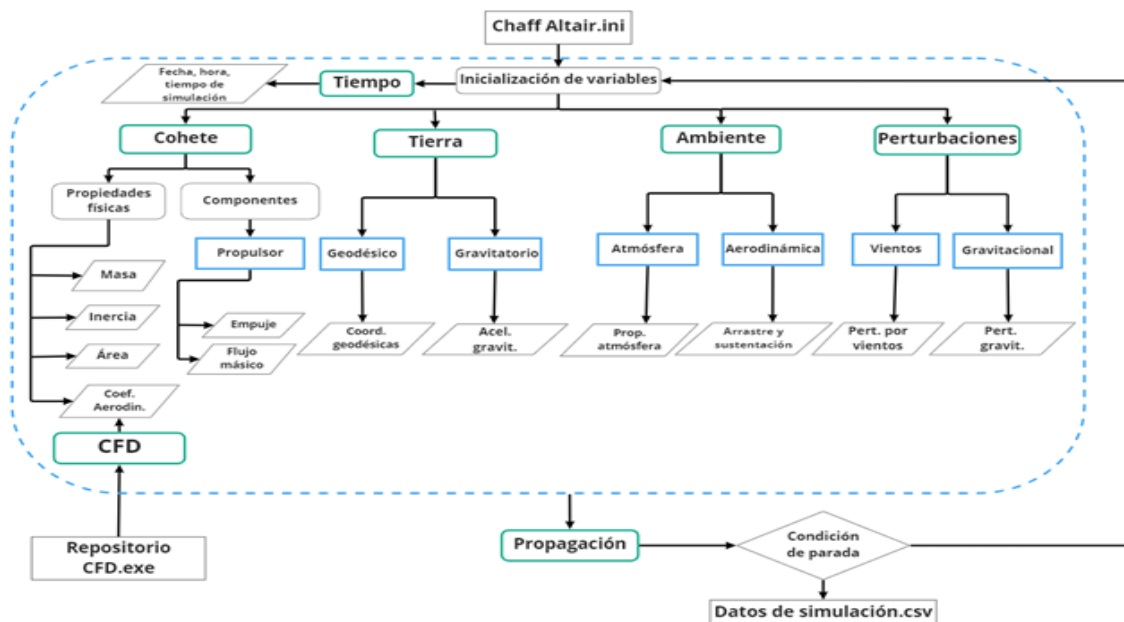 Chaff Altair.ini
Fecha, hora,
tiempo de
simulación
Tiempo
Inicialización de variables
Cohete
Tierra
Ambiente
Perturbaciones
Propiedades
físicas
Componentes
Propulsor
Geodésico
Gravitatorio
Atmósfera
Aerodinámica
Vientos
Gravitacional
Masa
Inercia
Área
Coef.
Aerodin.
Empuje
Flujo
másico
Coord.
geodésicas
Acel.
gravit.
Prop.
atmósfera
Arrastre y
sustentación
Pert. por
vientos
Pert.
gravit.
CFD
Repositorio
CFD.exe
Propagación
Condición
de parada
Datos de simulación.csv